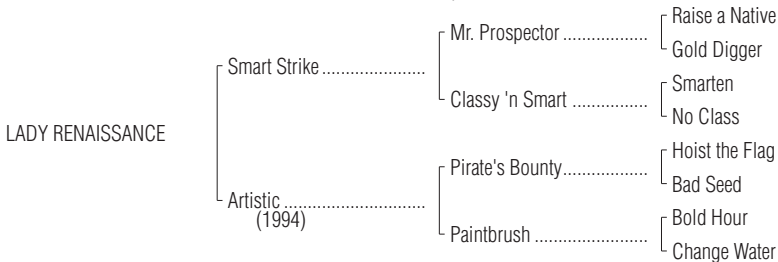 Raise a Native
Mr. Prospector ..................
Gold Digger
Smart Strike ......................
Smarten
Classy 'n Smart ................
No Class
LADY RENAISSANCE
Hoist the Flag
Pirate's Bounty..................
Bad Seed
Artistic .............................
(1994)
Bold Hour
Paintbrush ........................
Change Water